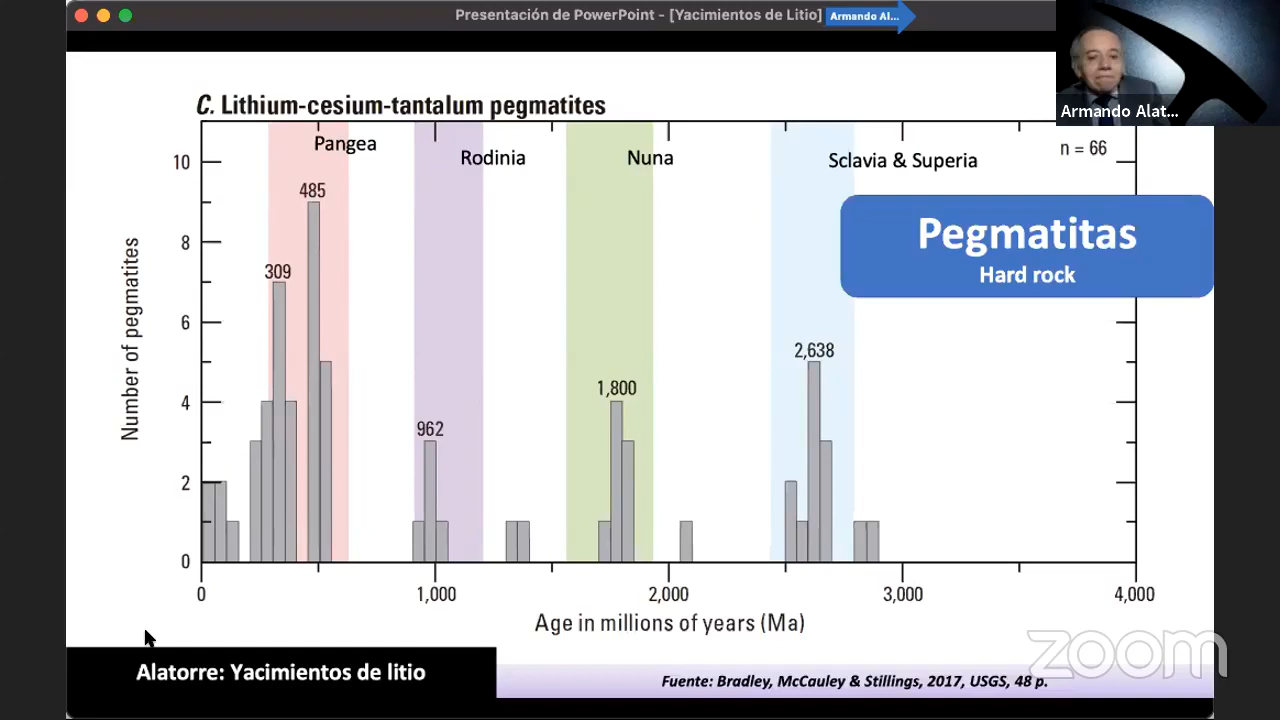 Presentación de PowerPoint - [Yacimientos de Litio]
Armando Al...
Armando Alat...
C. Lithium-cesium-tantalum pegmatites
Pangea
Rodinia
Nuna
Sclavia & Superia
n = 66
Pegmatitas
Hard rock
Number of pegmatites
10
8
6
4
2
0
485
309
962
1,800
2,638
0
1,000
2,000
3,000
4,000
Age in millions of years (Ma)
zoom
Alatorre: Yacimientos de litio
Fuente: Bradley, McCauley & Stillings, 2017, USGS, 48 p.